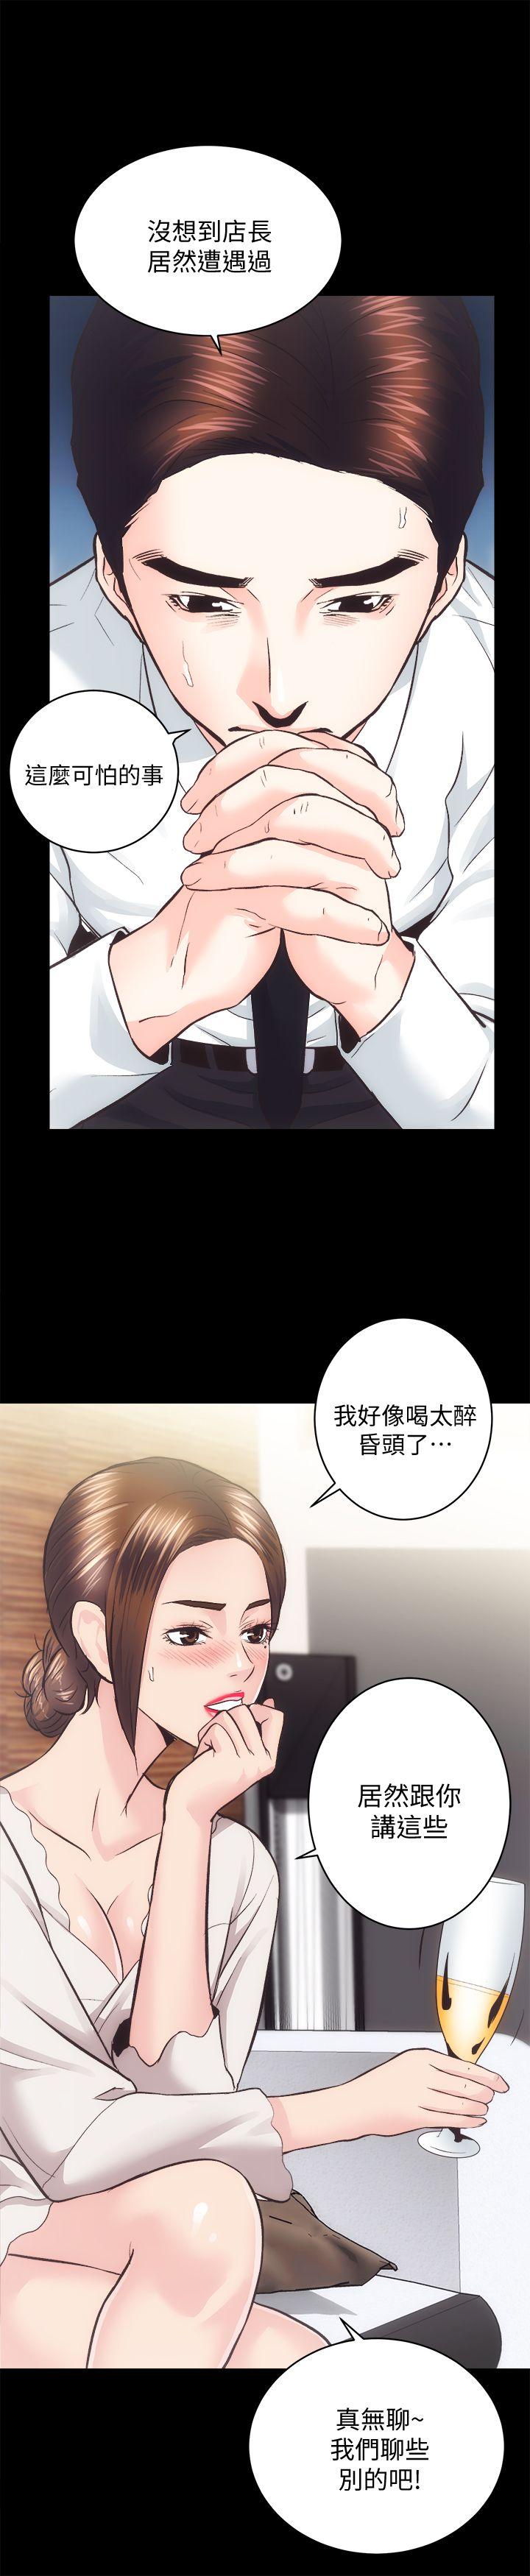 沒想到店長
居然遭遇過
這麼可怕的事
我好像喝太醉
昏頭了⋯
居然跟你
講這些
真無聊~
我們聊些
別的吧!